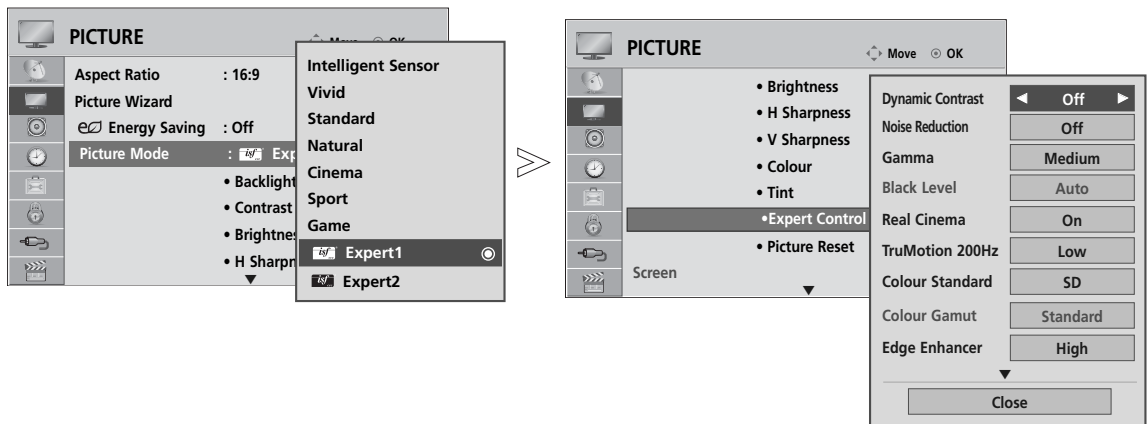 PICTURE
Move OK
Aspect Ratio : 16:9
Picture Wizard
Energy Saving : Off
Picture Mode : Exp
• Backlight
• Contrast
• Brightnes
• H Sharpn
Intelligent Sensor
Vivid
Standard
Natural
Cinema
Sport
Game
isf Expert1
isf Expert2
PICTURE
Move OK
• Brightness
• H Sharpness
• V Sharpness
• Colour
• Tint
•Expert Control
• Picture Reset
Screen
Dynamic Contrast Off
Noise Reduction Off
Gamma Medium
Black Level Auto
Real Cinema On
TruMotion 200Hz Low
Colour Standard SD
Colour Gamut Standard
Edge Enhancer High
Close